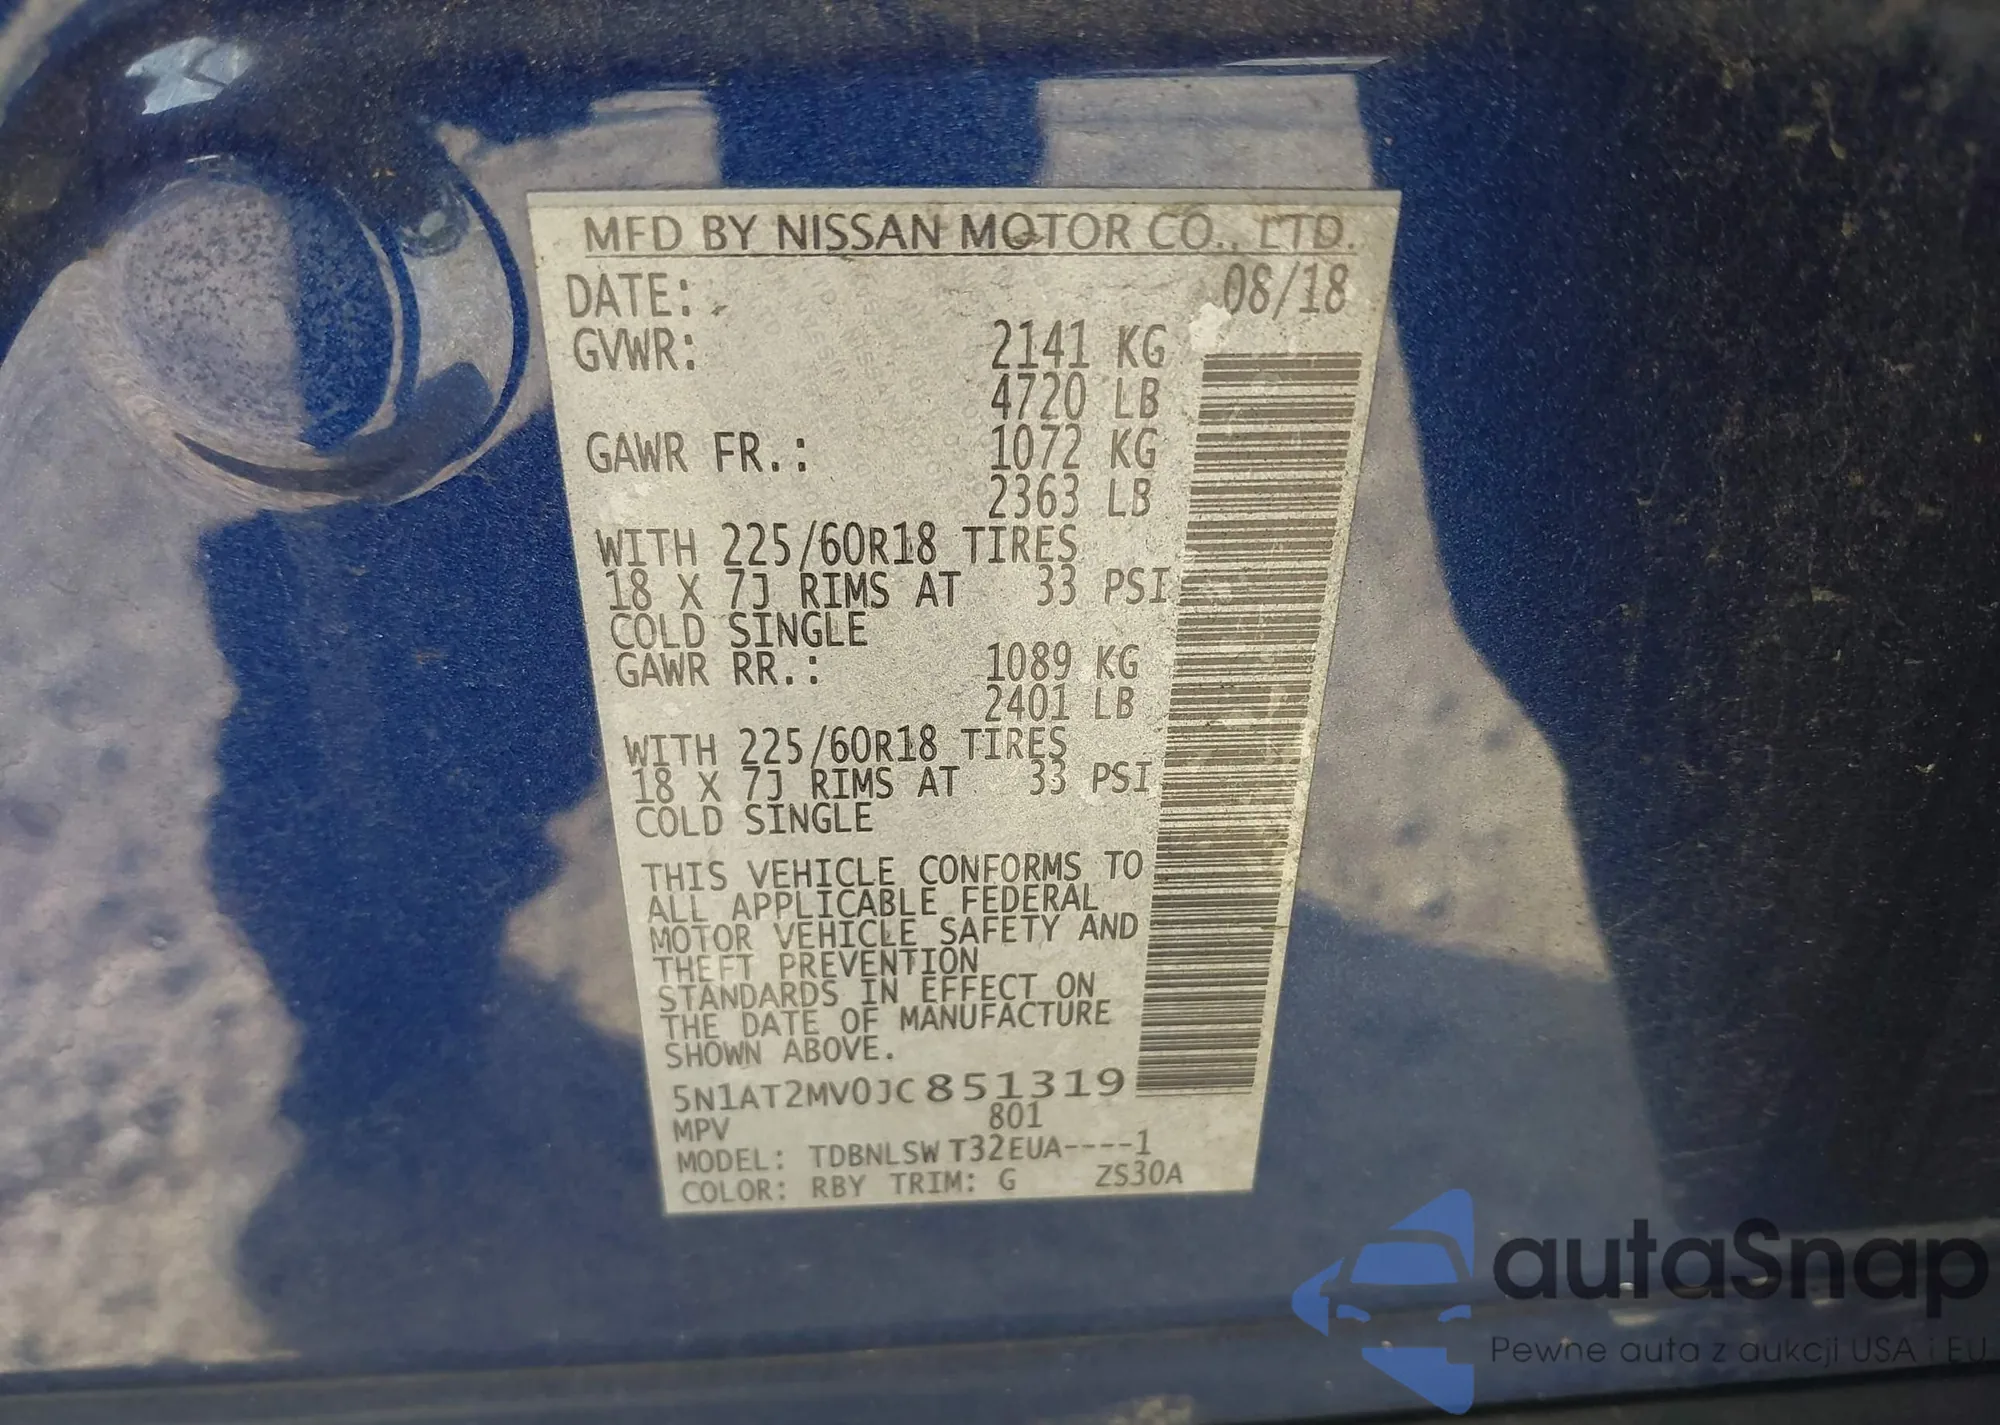 MFD BY NISSAN MOTOR CO., LTD.
DATE: 08/18
GVWR: 2141 KG
4720 LB
GAWR FR.: 1072 KG
2363 LB
WITH 225/60R18 TIRES
18 X 7J RIMS AT 33 PSI
COLD SINGLE
GAWR RR.: 1089 KG
2401 LB
WITH 225/60R18 TIRES
18 X 7J RIMS AT 33 PSI
COLD SINGLE
THIS VEHICLE CONFORMS TO
ALL APPLICABLE FEDERAL
MOTOR VEHICLE SAFETY AND
THEFT PREVENTION
STANDARDS IN EFFECT ON
THE DATE OF MANUFACTURE
SHOWN ABOVE.
5N1AT2MV0JC851319
MPV 801
MODEL: TDBNLSW T32EUA----1
COLOR: RBY TRIM: G ZS30A
autaSnap
Pewne auta z aukcji USA i EU